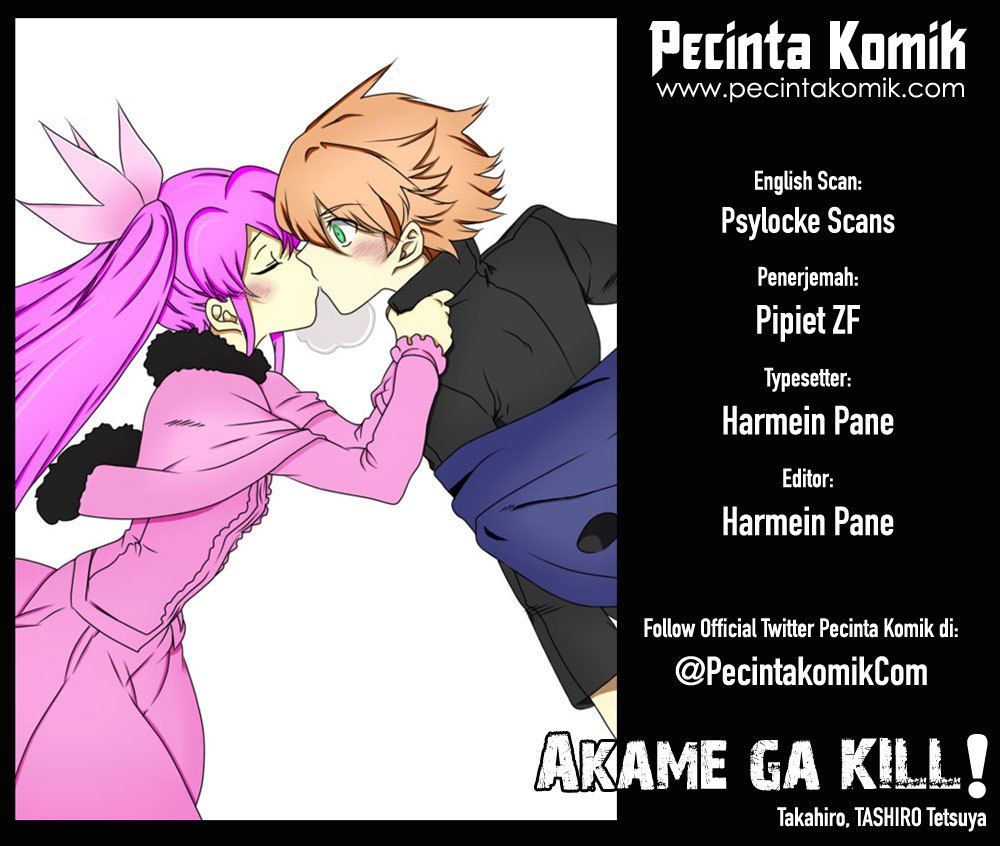 Pecinta Komik
www.pecintakomik.com
English Scan:
Psylocke Scans
Penerjemah:
Pipiet ZF
Typesetter:
Harmein Pane
Editor:
Harmein Pane
Follow Official Twitter Pecinta Komik di:
@PecintakomikCom
AKAME GA KILL!
Takahiro, TASHIRO Tetsuya